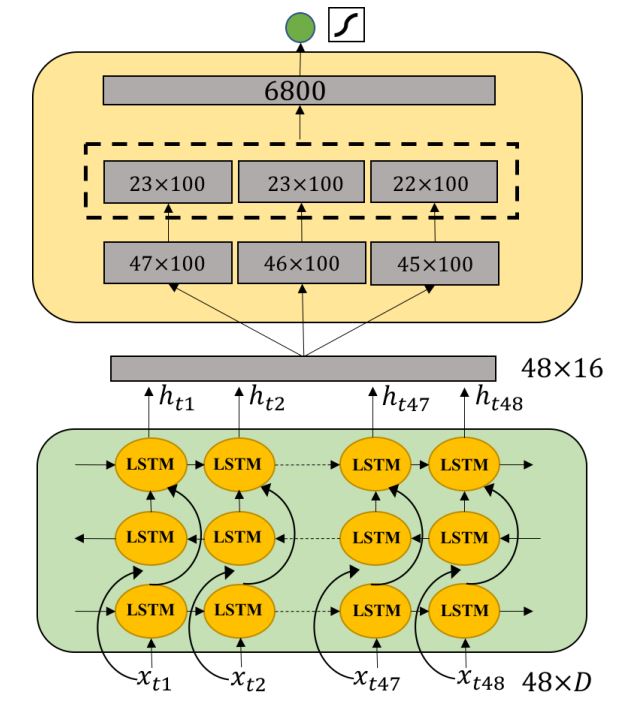 6800
23×100 23×100 22×100
47×100 46×100 45×100
48×16
h_{t1} h_{t2} h_{t47} h_{t48}
LSTM LSTM LSTM LSTM
LSTM LSTM LSTM LSTM
LSTM LSTM LSTM LSTM
x_{t1} x_{t2} x_{t47} x_{t48} 48×D